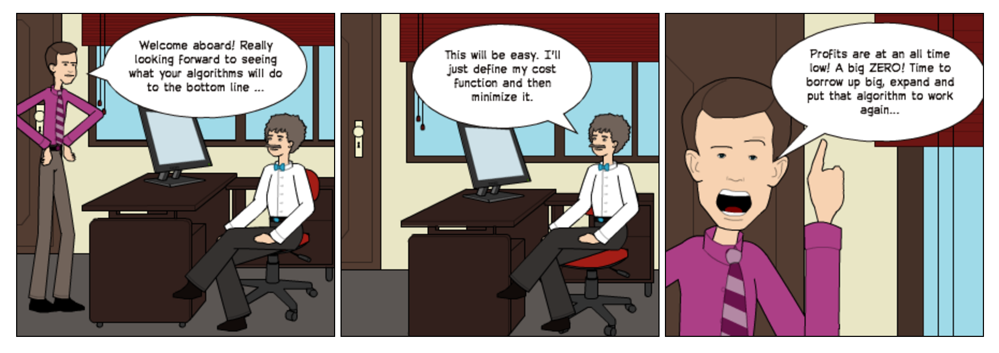 Welcome aboard! Really
looking forward to seeing
what your algorithms will do
to the bottom line ...
This will be easy. I'll
just define my cost
function and then
minimize it.
Profits are at an all time
low! A big ZERO! Time to
borrow up big, expand and
put that algorithm to work
again...